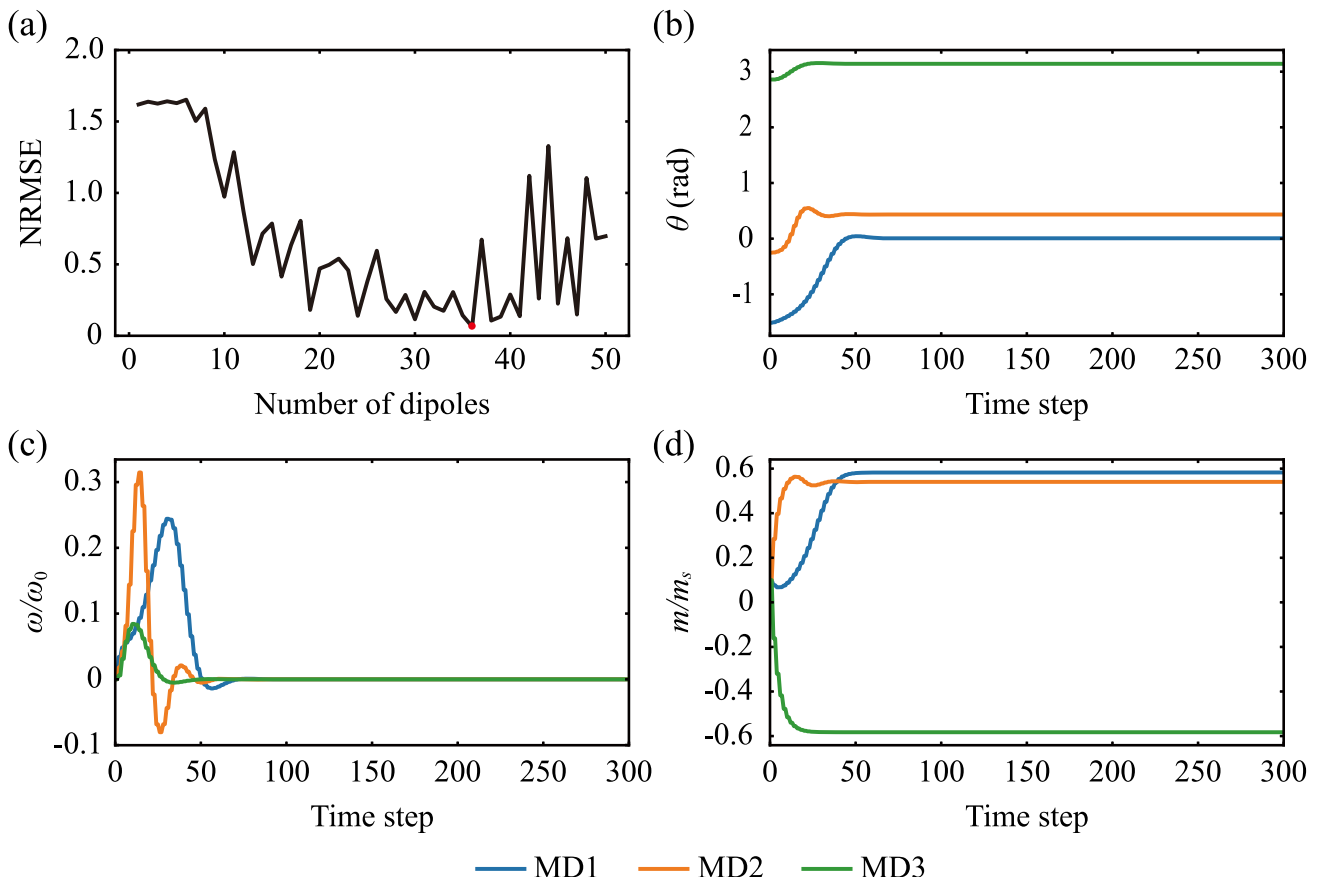 (a)
2.0
1.5
1.0
0.5
0
NRMSE
0 10 20 30 40 50
Number of dipoles
(b)
3
2
1
0
-1
θ (rad)
0 50 100 150 200 250 300
Time step
(c)
0.3
0.2
0.1
0
-0.1
ω/ω₀
0 50 100 150 200 250 300
Time step
(d)
0.6
0.4
0.2
0
-0.2
-0.4
-0.6
m/mₛ
0 50 100 150 200 250 300
Time step
MD1 MD2 MD3